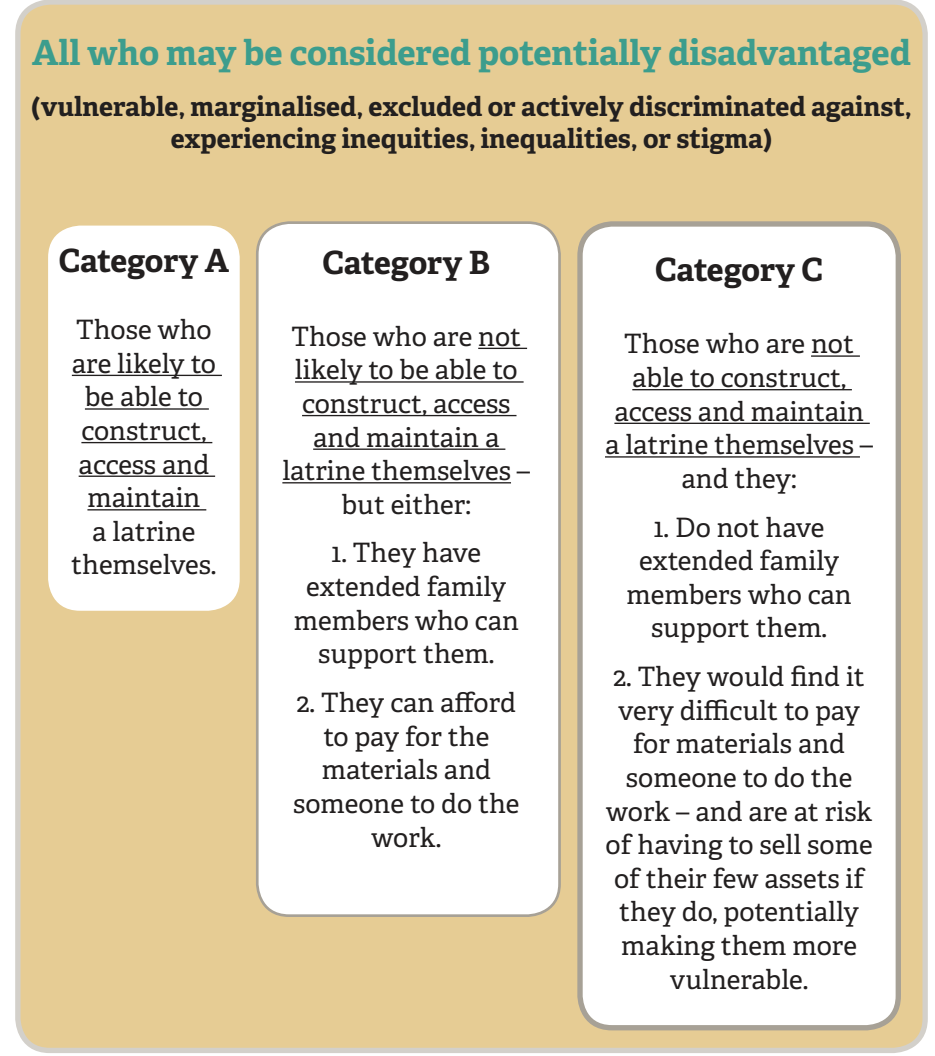 All who may be considered potentially disadvantaged
(vulnerable, marginalised, excluded or actively discriminated against,
experiencing inequities, inequalities, or stigma)
Category A
Those who
are likely to
be able to
construct,
access and
maintain
a latrine
themselves.
Category B
Those who are not
likely to be able to
construct, access
and maintain a
latrine themselves –
but either:
1. They have
extended family
members who can
support them.
2. They can afford
to pay for the
materials and
someone to do the
work.
Category C
Those who are not
able to construct,
access and maintain
a latrine themselves –
and they:
1. Do not have
extended family
members who can
support them.
2. They would find it
very difficult to pay
for materials and
someone to do the
work – and are at risk
of having to sell some
of their few assets if
they do, potentially
making them more
vulnerable.